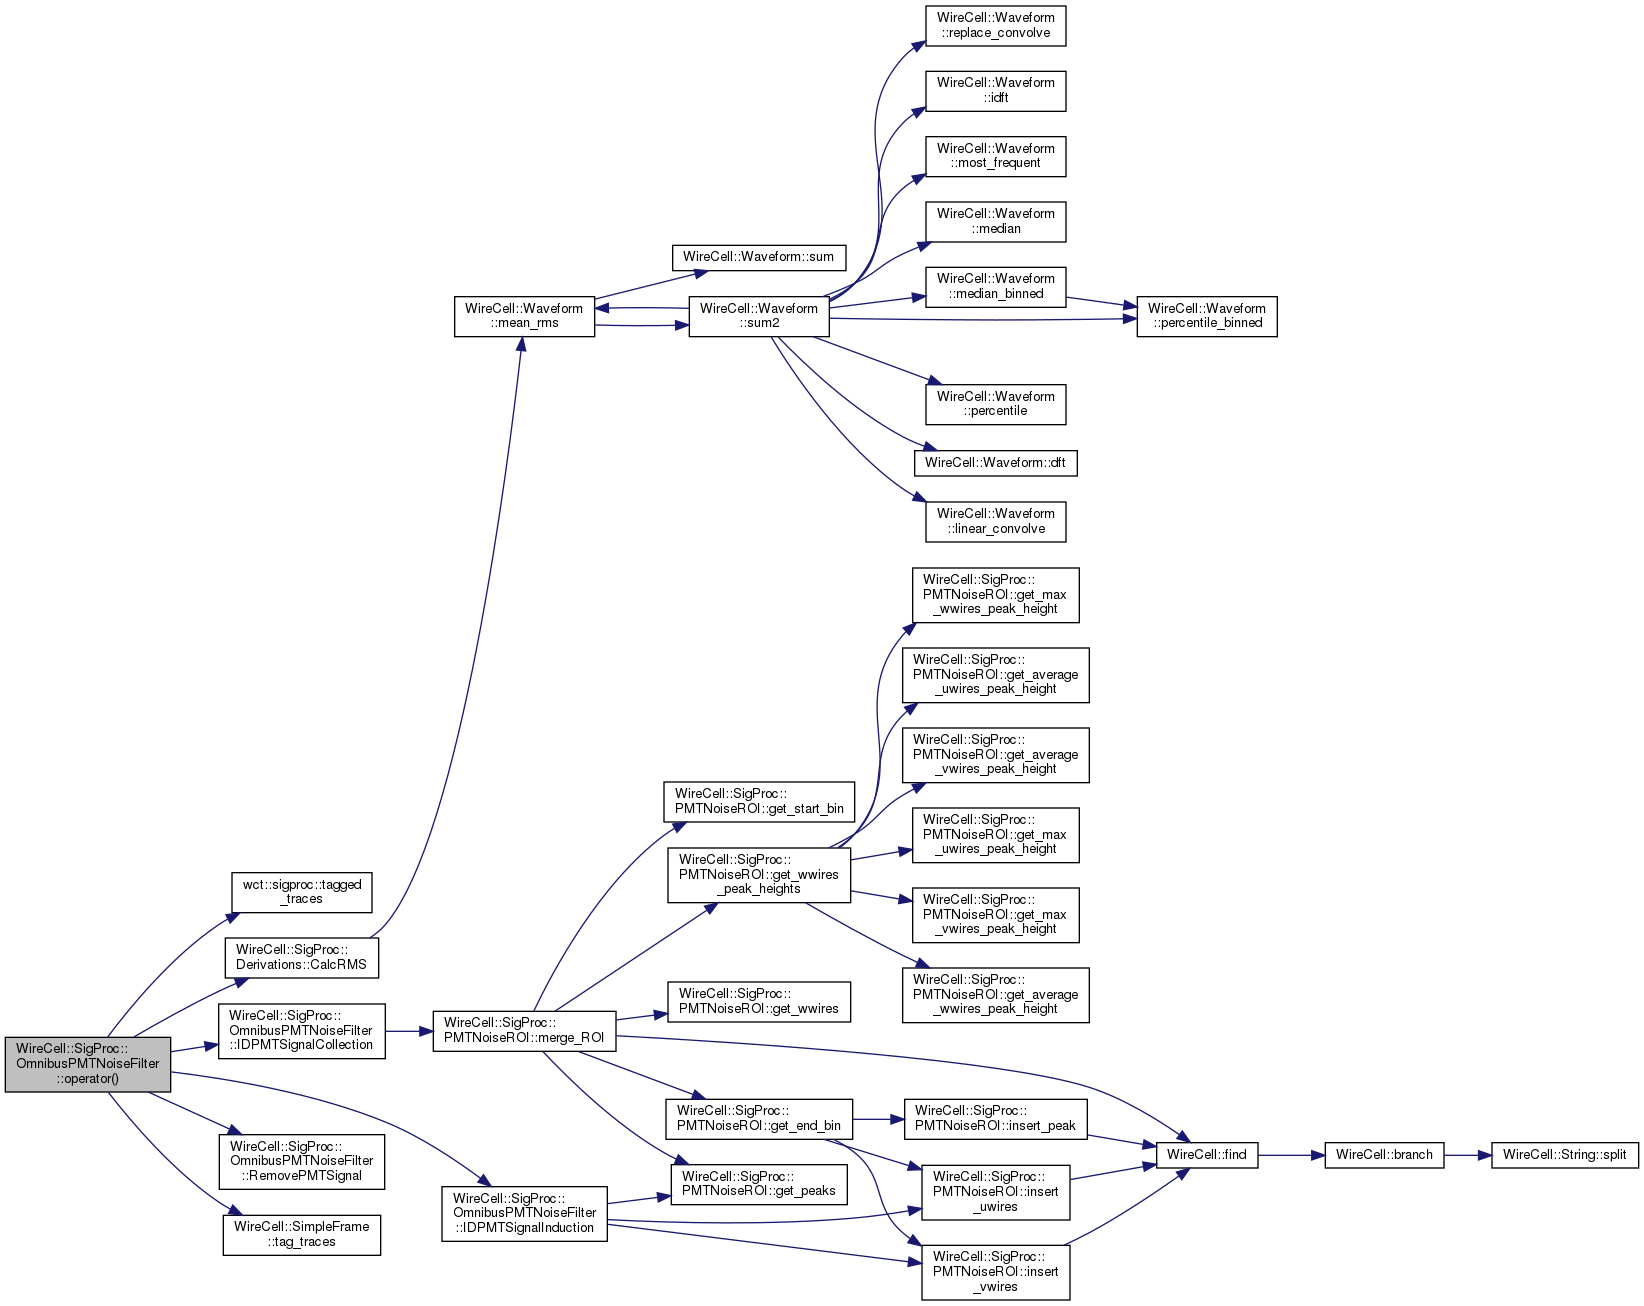 WireCell::Waveform
::replace_convolve
WireCell::Waveform
::idft
WireCell::Waveform
::most_frequent
WireCell::Waveform
::median
WireCell::Waveform::sum
WireCell::Waveform
::median_binned
WireCell::Waveform
::mean_rms
WireCell::Waveform
::sum2
WireCell::Waveform
::percentile_binned
WireCell::Waveform
::percentile
WireCell::Waveform::dft
WireCell::Waveform
::linear_convolve
WireCell::SigProc::
PMTNoiseROI::get_max
_wwires_peak_height
WireCell::SigProc::
PMTNoiseROI::get_average
_uwires_peak_height
WireCell::SigProc::
PMTNoiseROI::get_average
_vwires_peak_height
WireCell::SigProc::
PMTNoiseROI::get_start_bin
WireCell::SigProc::
PMTNoiseROI::get_max
_uwires_peak_height
WireCell::SigProc::
PMTNoiseROI::get_wwires
_peak_heights
wct::sigproc::tagged
_traces
WireCell::SigProc::
PMTNoiseROI::get_max
_vwires_peak_height
WireCell::SigProc::
Derivations::CalcRMS
WireCell::SigProc::
PMTNoiseROI::get_average
_wwires_peak_height
WireCell::SigProc::
PMTNoiseROI::get_wwires
WireCell::SigProc::
OmnibusPMTNoiseFilter
::IDPMTSignalCollection
WireCell::SigProc::
PMTNoiseROI::merge_ROI
WireCell::SigProc::
OmnibusPMTNoiseFilter
::operator()
WireCell::SigProc::
PMTNoiseROI::get_end_bin
WireCell::SigProc::
PMTNoiseROI::insert_peak
WireCell::find
WireCell::branch
WireCell::String::split
WireCell::SigProc::
OmnibusPMTNoiseFilter
::RemovePMTSignal
WireCell::SigProc::
PMTNoiseROI::get_peaks
WireCell::SigProc::
PMTNoiseROI::insert
_uwires
WireCell::SigProc::
OmnibusPMTNoiseFilter
::IDPMTSignalInduction
WireCell::SimpleFrame
::tag_traces
WireCell::SigProc::
PMTNoiseROI::insert
_vwires